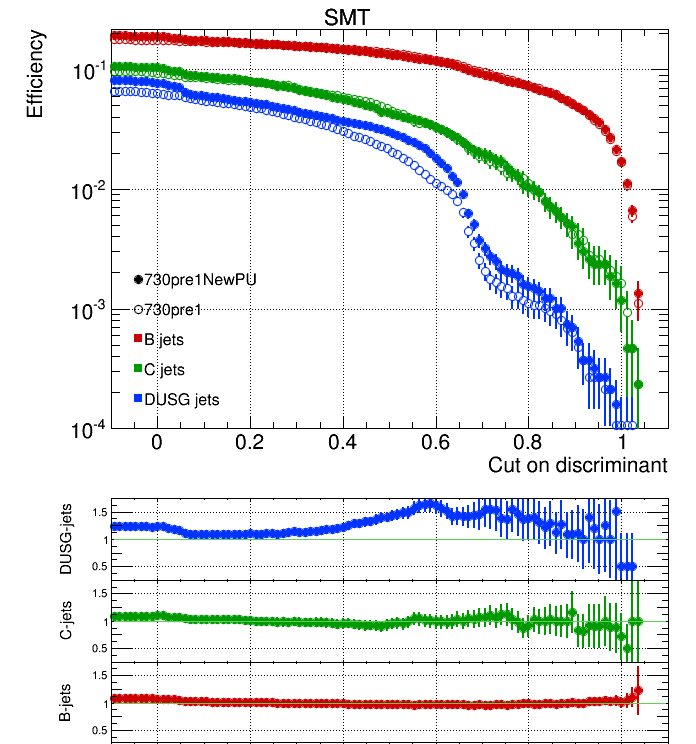 SMT
Efficiency
10-1
10-2
10-3
10-4
730pre1NewPU
730pre1
B jets
C jets
DUSG jets
0 0.2 0.4 0.6 0.8 1
Cut on discriminant
DUSG-jets
1.5
1
0.5
C-jets
1.5
1
0.5
B-jets
1.5
1
0.5